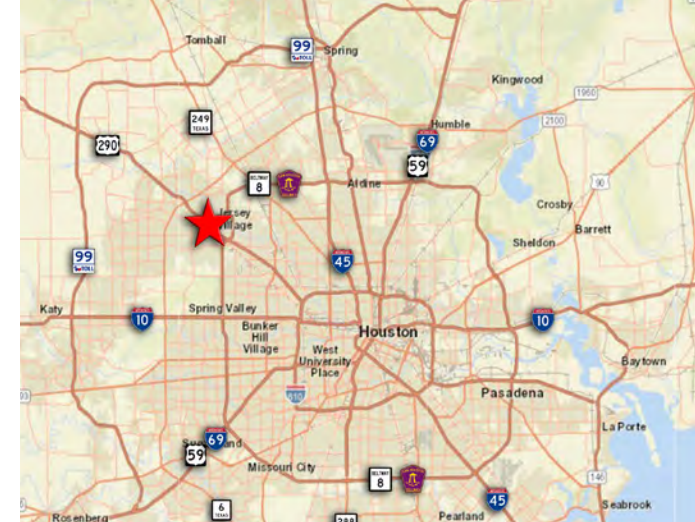 Tomball
99
TOLL
Spring
Kingwood
1960
249
TEXAS
2100
Humble
290
69
59
90
BELTWAY
8
Aldine
Crosby
Jersey
Village
Barrett
Sheldon
99
TOLL
45
Katy
10
Spring Valley
10
Bunker
Hill
Village
Houston
West
University
Place
Baytown
610
Pasadena
La Porte
69
59
Missouri City
BELTWAY
8
146
6
TEXAS
45
Seabrook
Rosenberg
288
Pearland